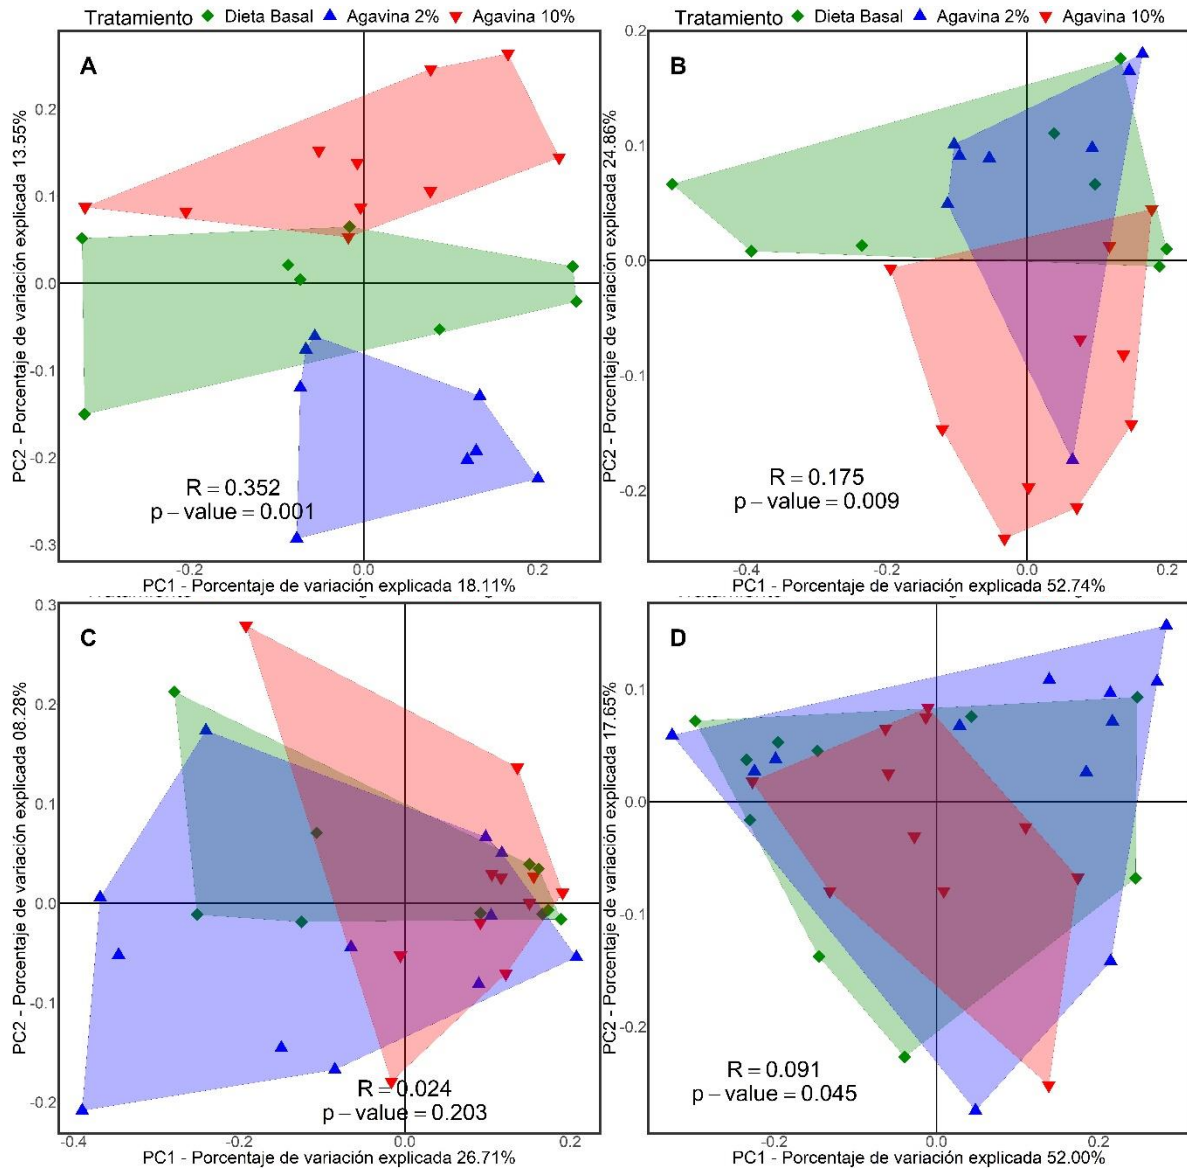 Tratamiento Dieta Basal Agavina 2% Agavina 10%
A
0.2
0.1
0.0
-0.1
-0.2
-0.3
PC2 - Porcentaje de variación explicada 13.55%
R = 0.352
p – value = 0.001
-0.2 0.0 0.2
PC1 - Porcentaje de variación explicada 18.11%
Tratamiento Dieta Basal Agavina 2% Agavina 10%
B
0.2
0.1
0.0
-0.1
-0.2
PC2 - Porcentaje de variación explicada 24.86%
R = 0.175
p – value = 0.009
-0.4 -0.2 0.0 0.2
PC1 - Porcentaje de variación explicada 52.74%
C
0.3
0.2
0.1
0.0
-0.1
-0.2
PC2 - Porcentaje de variación explicada 08.28%
R = 0.024
p – value = 0.203
-0.4 -0.2 0.0 0.2
PC1 - Porcentaje de variación explicada 26.71%
D
0.1
0.0
-0.1
-0.2
PC2 - Porcentaje de variación explicada 17.65%
R = 0.091
p – value = 0.045
-0.2 0.0 0.2
PC1 - Porcentaje de variación explicada 52.00%